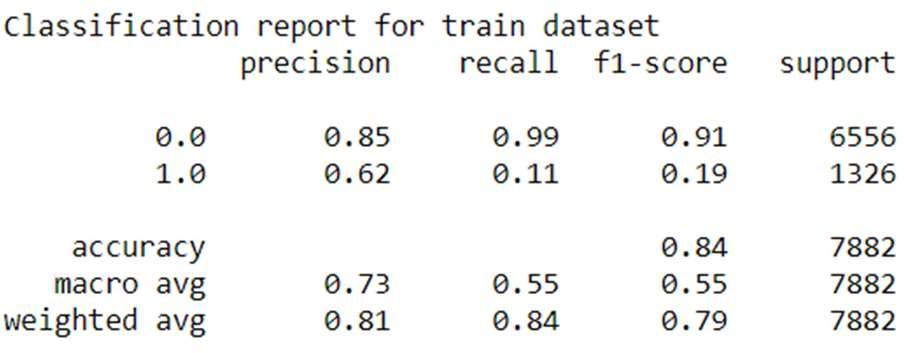 Classification report for train dataset
precision recall f1-score support
0.0 0.85 0.99 0.91 6556
1.0 0.62 0.11 0.19 1326
accuracy 0.84 7882
macro avg 0.73 0.55 0.55 7882
weighted avg 0.81 0.84 0.79 7882